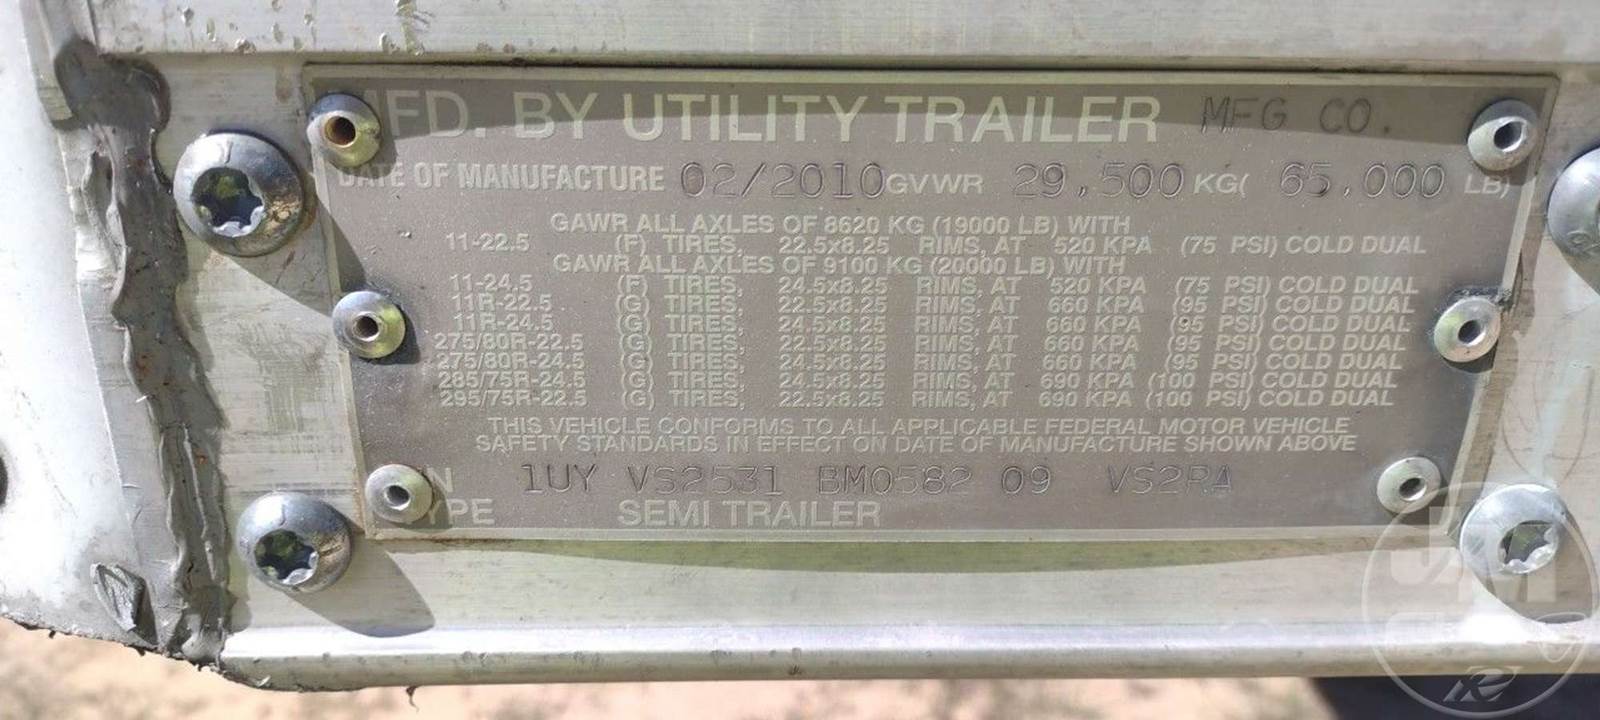 MFD. BY UTILITY TRAILER MFG CO.
DATE OF MANUFACTURE 02/2010 GVWR 29,500 KG( 65,000 LB)
GAWR ALL AXLES OF 8620 KG (19000 LB) WITH
11-22.5 (F) TIRES, 22.5x8.25 RIMS, AT 520 KPA (75 PSI) COLD DUAL
GAWR ALL AXLES OF 9100 KG (20000 LB) WITH
11-24.5 (F) TIRES, 24.5x8.25 RIMS, AT 520 KPA (75 PSI) COLD DUAL
11R-22.5 (G) TIRES, 22.5x8.25 RIMS, AT 660 KPA (95 PSI) COLD DUAL
11R-24.5 (G) TIRES, 24.5x8.25 RIMS, AT 660 KPA (95 PSI) COLD DUAL
275/80R-22.5 (G) TIRES, 22.5x8.25 RIMS, AT 660 KPA (95 PSI) COLD DUAL
275/80R-24.5 (G) TIRES, 24.5x8.25 RIMS, AT 660 KPA (95 PSI) COLD DUAL
285/75R-24.5 (G) TIRES, 24.5x8.25 RIMS, AT 690 KPA (100 PSI) COLD DUAL
295/75R-22.5 (G) TIRES, 22.5x8.25 RIMS, AT 690 KPA (100 PSI) COLD DUAL
THIS VEHICLE CONFORMS TO ALL APPLICABLE FEDERAL MOTOR VEHICLE
SAFETY STANDARDS IN EFFECT ON DATE OF MANUFACTURE SHOWN ABOVE
1UY VS2531 BM0582 09 VS2RA
TYPE SEMI TRAILER
JM